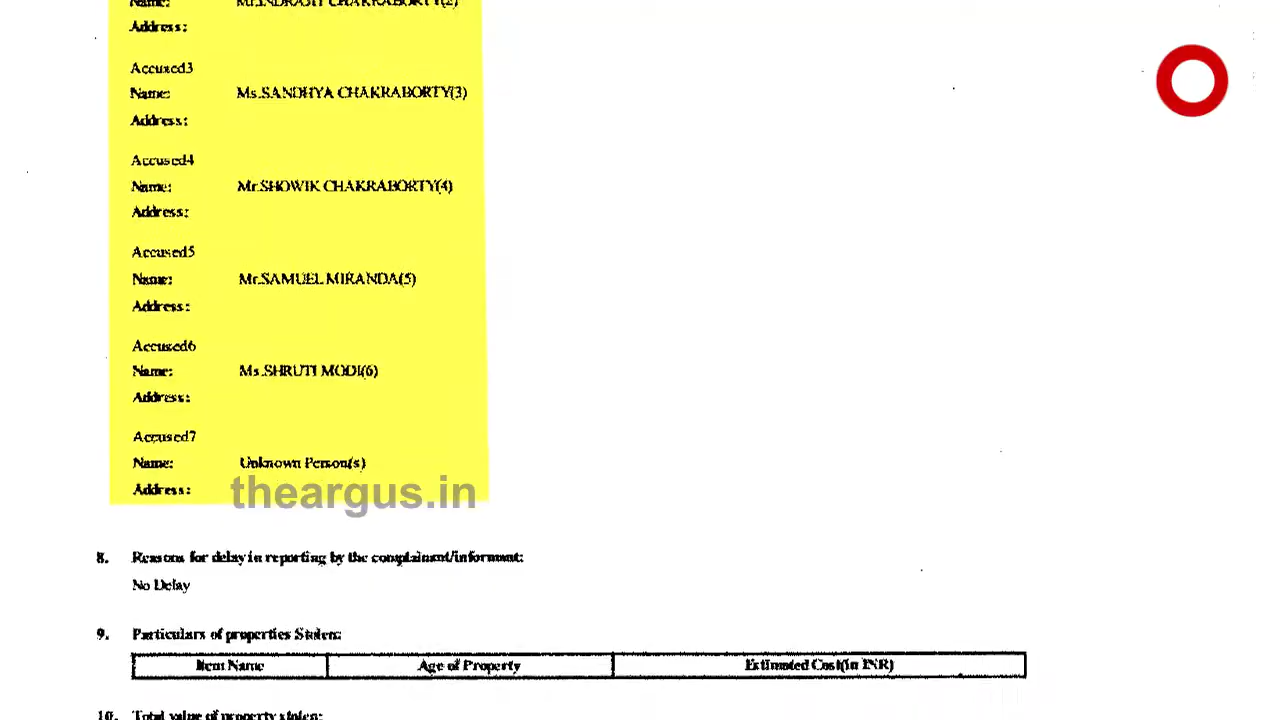 Name: Mr.INDRAJIT CHAKRABORTY(2)
Address:
Accused3
Name: Ms.SANDHYA CHAKRABORTY(3)
Address:
Accused4
Name: Mr.SHOWIK CHAKRABORTY(4)
Address:
Accused5
Name: Mr.SAMUEL MIRANDA(5)
Address:
Accused6
Name: Ms.SHRUTI MODI(6)
Address:
Accused7
Name: Unknown Person(s)
Address:
theargus.in
8. Reasons for delay in reporting by the complainant/informant:
No Delay
9. Particulars of properties Stolen:
Item Name Age of Property Estimated Cost(in INR)
10. Total value of property stolen: